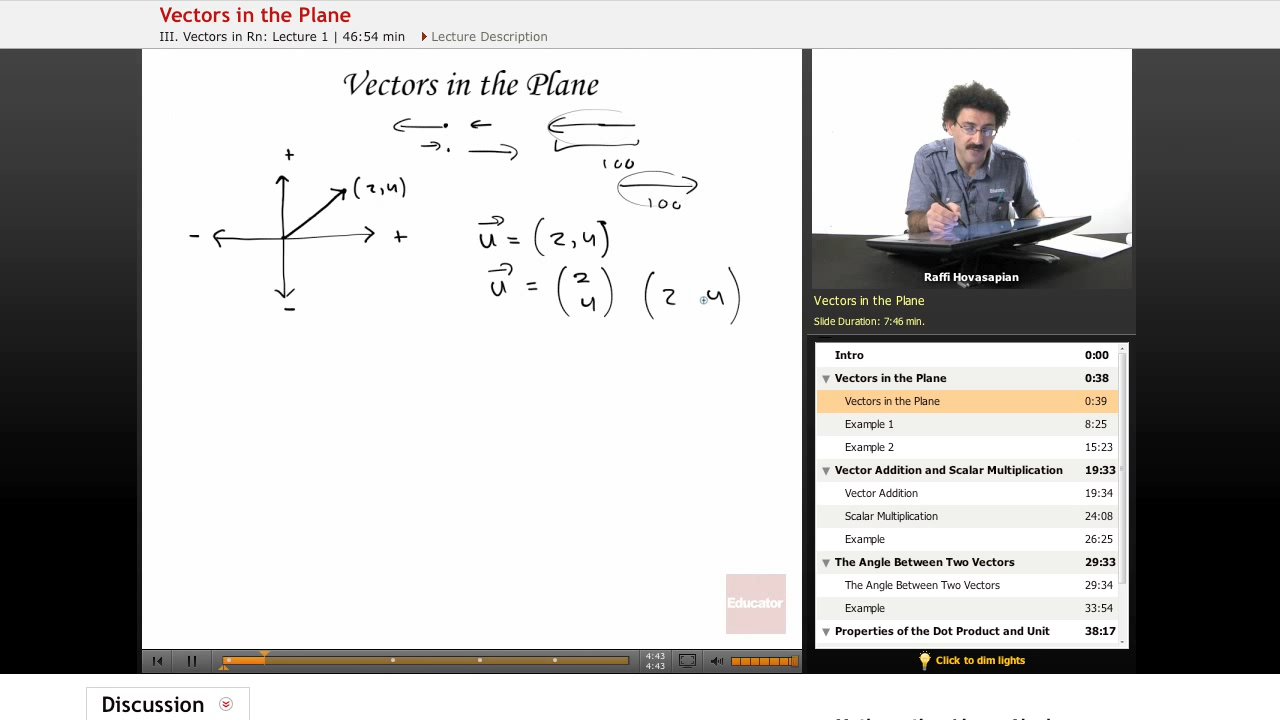 Vectors in the Plane
III. Vectors in Rn: Lecture 1 | 46:54 min
Lecture Description
Vectors in the Plane
100
100
+
(2,4)
- +
-
u = (2,4)
u = (2 4) (2 4)
Educator
4:43
4:43
Raffi Hovasapian
Vectors in the Plane
Slide Duration: 7:46 min.
Intro 0:00
Vectors in the Plane 0:38
Vectors in the Plane 0:39
Example 1 8:25
Example 2 15:23
Vector Addition and Scalar Multiplication 19:33
Vector Addition 19:34
Scalar Multiplication 24:08
Example 26:25
The Angle Between Two Vectors 29:33
The Angle Between Two Vectors 29:34
Example 33:54
Properties of the Dot Product and Unit 38:17
Click to dim lights
Discussion